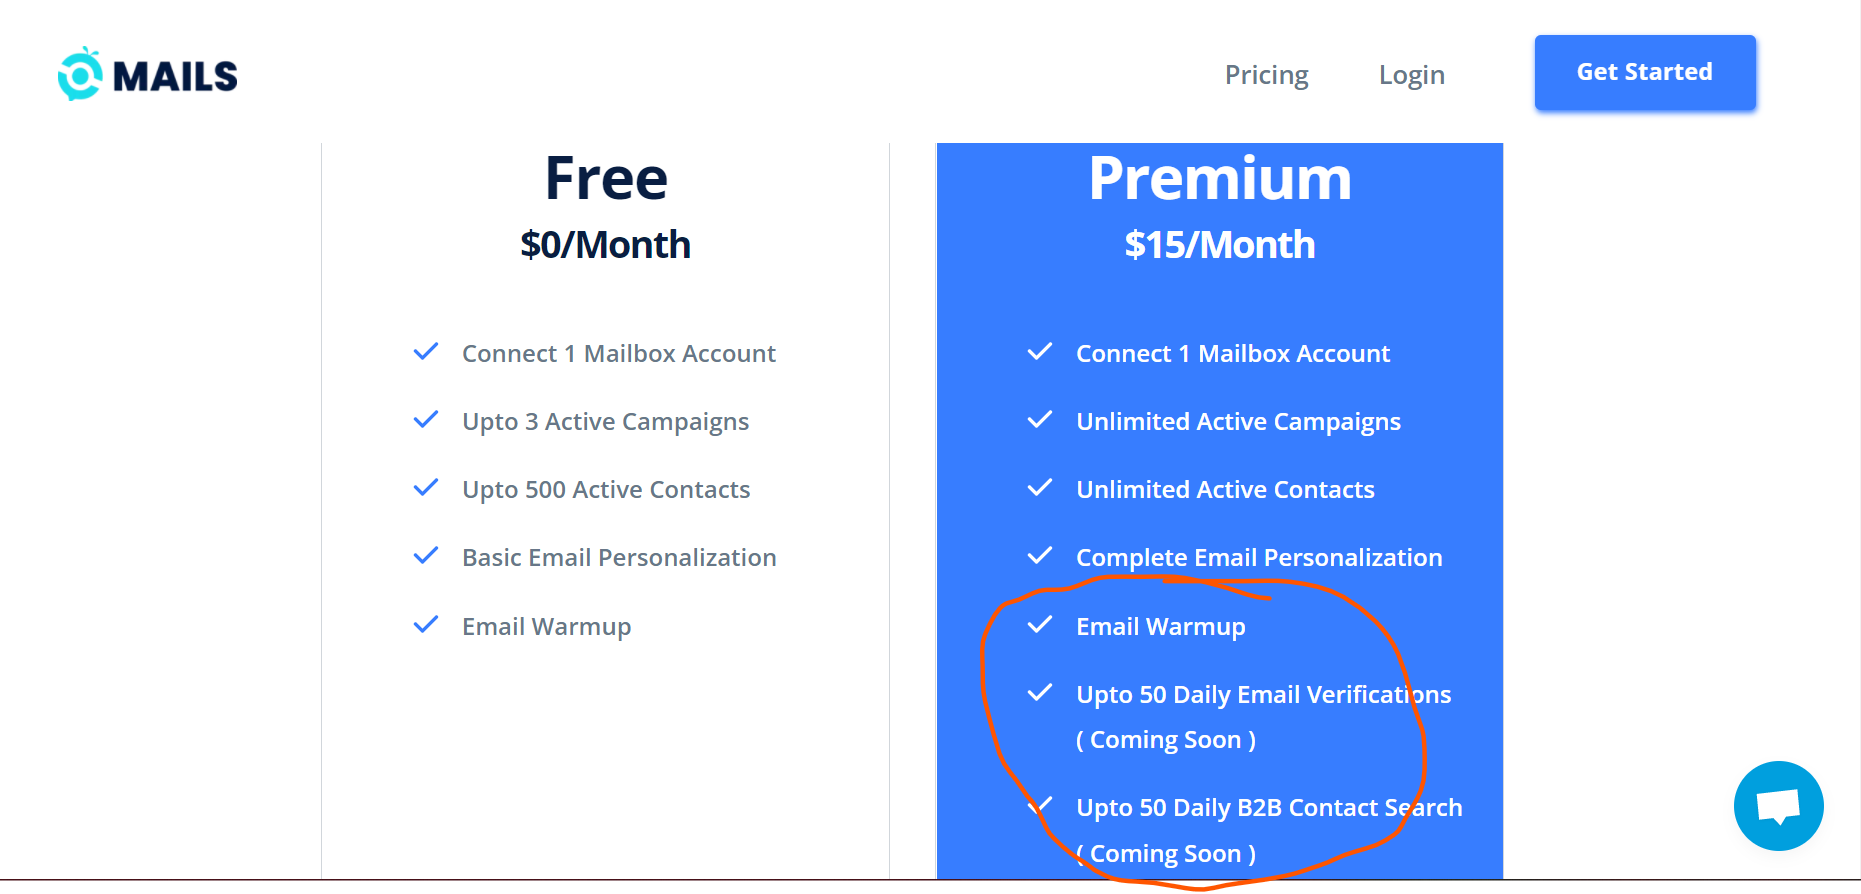 MAILS
Pricing
Login
Get Started
Free
$0/Month
Connect 1 Mailbox Account
Upto 3 Active Campaigns
Upto 500 Active Contacts
Basic Email Personalization
Email Warmup
Premium
$15/Month
Connect 1 Mailbox Account
Unlimited Active Campaigns
Unlimited Active Contacts
Complete Email Personalization
Email Warmup
Upto 50 Daily Email Verifications
( Coming Soon )
Upto 50 Daily B2B Contact Search
( Coming Soon )